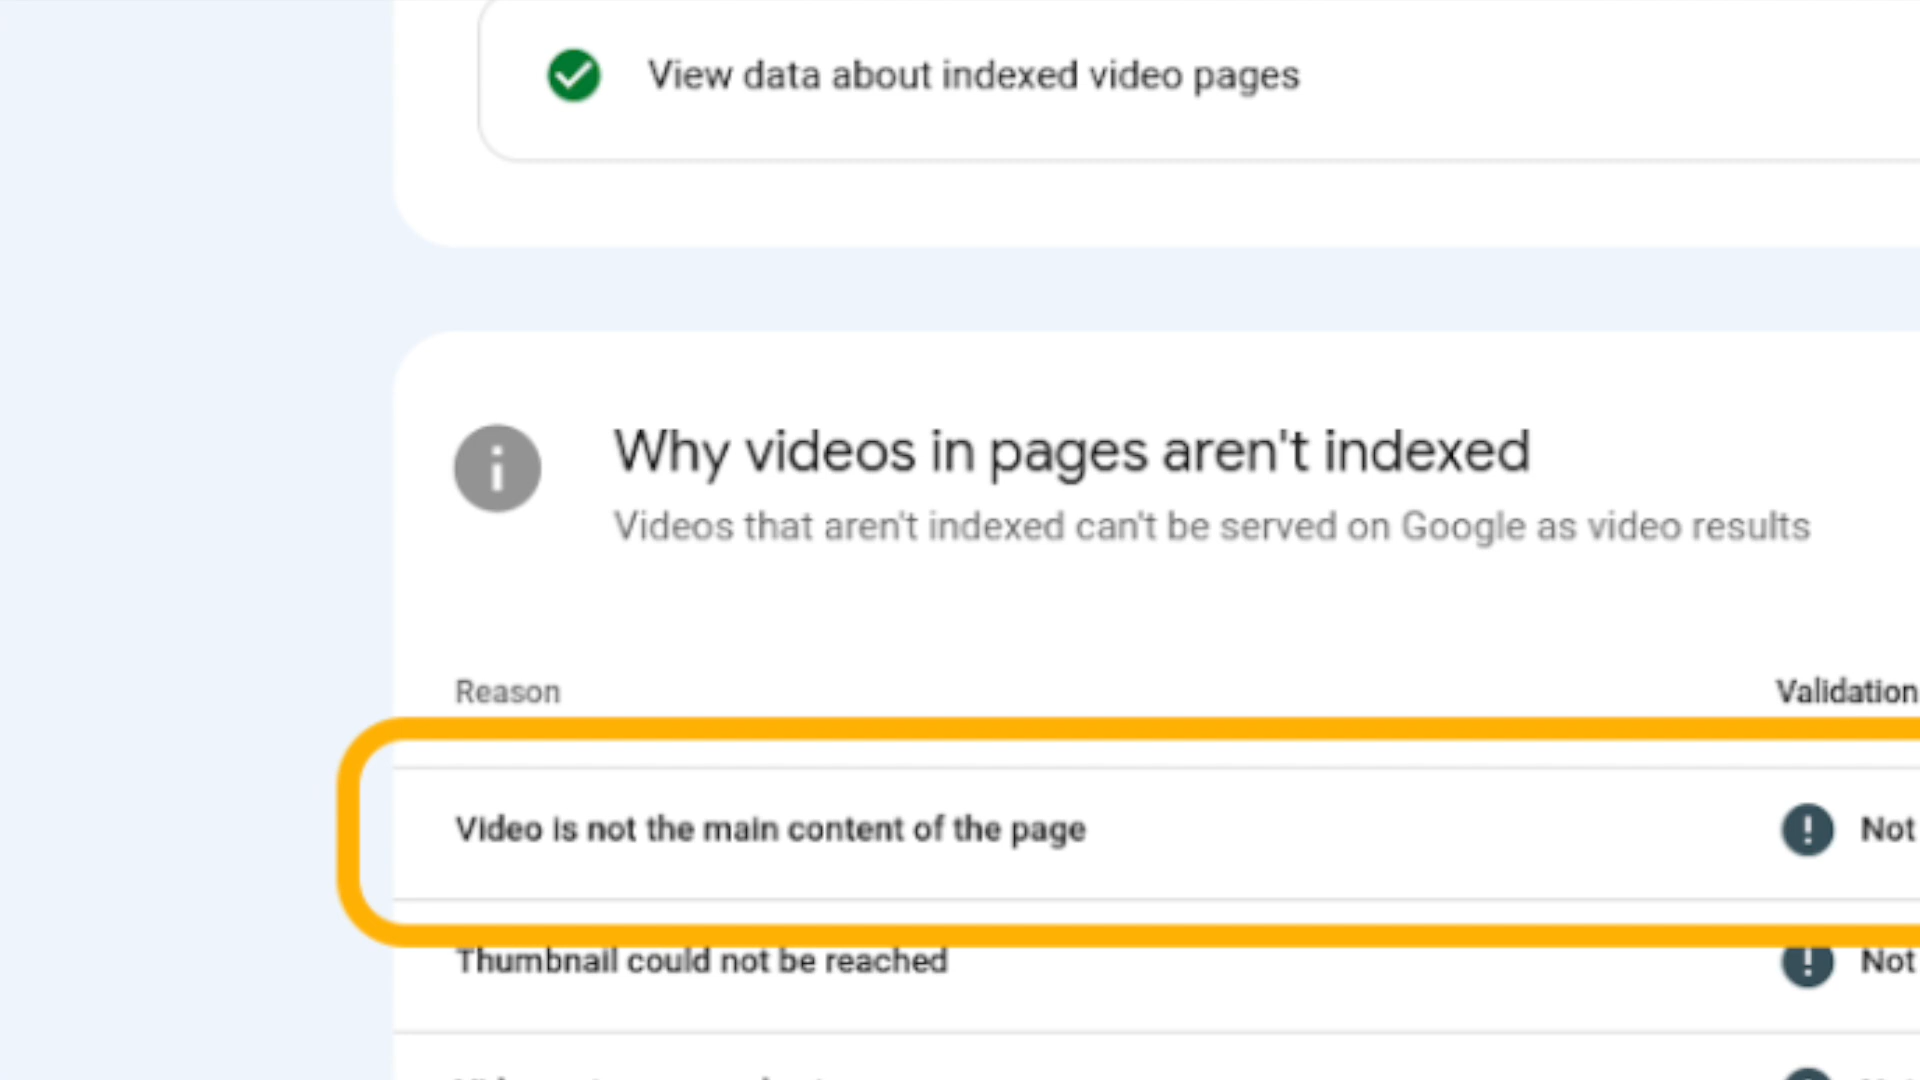 View data about indexed video pages
Why videos in pages aren't indexed
Videos that aren't indexed can't be served on Google as video results
Reason
Validation
Video is not the main content of the page
Not
Thumbnail could not be reached
Not